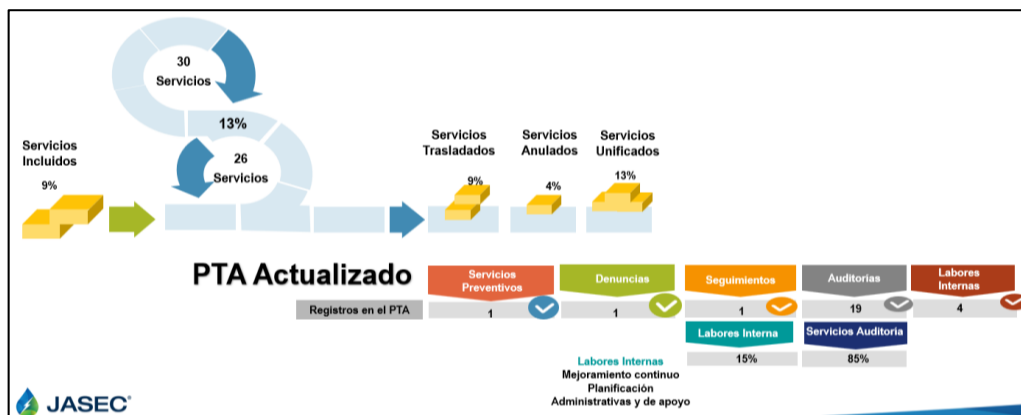 30
Servicios
13%
26
Servicios
Servicios
Incluidos
9%
Servicios
Trasladados
9%
Servicios
Anulados
4%
Servicios
Unificados
13%
PTA Actualizado
Servicios
Preventivos
Denuncias
Seguimientos
Auditorias
Labores
Internas
Registros en el PTA
1
1
1
19
4
Labores Interna
Servicios Auditoria
15%
85%
Labores Internas
Mejoramiento continuo
Planificación
Administrativas y de apoyo
JASEC®